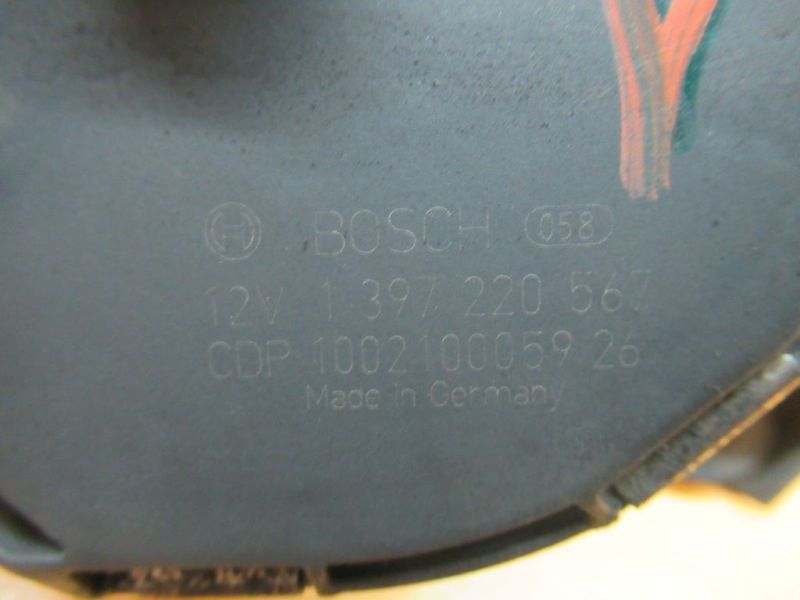 BOSCH 058
12V 1 397 220 567
CDP 1002100059 26
Made in Germany